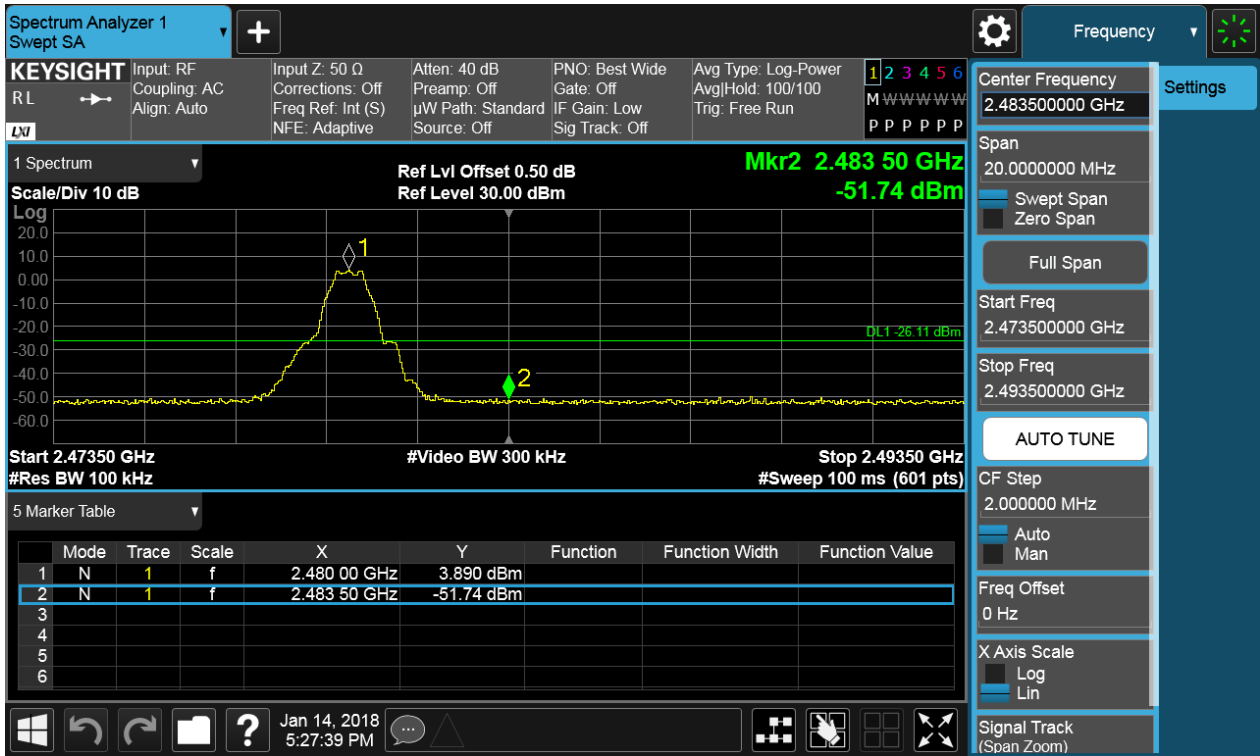 Spectrum Analyzer 1
Swept SA
+
Frequency
KEYSIGHT
RL
LXI
Input: RF
Coupling: AC
Align: Auto
Input Z: 50 Ω
Corrections: Off
Freq Ref: Int (S)
NFE: Adaptive
Atten: 40 dB
Preamp: Off
µW Path: Standard
Source: Off
PNO: Best Wide
Gate: Off
IF Gain: Low
Sig Track: Off
Avg Type: Log-Power
Avg|Hold: 100/100
Trig: Free Run
1 2 3 4 5 6
M W W W W W
P P P P P P
1 Spectrum
Scale/Div 10 dB
Ref Lvl Offset 0.50 dB
Ref Level 30.00 dBm
Mkr2 2.483 50 GHz
-51.74 dBm
Log
20.0
10.0
0.00
-10.0
-20.0
-30.0
-40.0
-50.0
-60.0
1
2
DL1 -26.11 dBm
Start 2.47350 GHz
#Video BW 300 kHz
Stop 2.49350 GHz
#Res BW 100 kHz
#Sweep 100 ms (601 pts)
5 Marker Table
Mode Trace Scale X Y Function Function Width Function Value
1 N 1 f 2.480 00 GHz 3.890 dBm
2 N 1 f 2.483 50 GHz -51.74 dBm
3
4
5
6
?
Jan 14, 2018
5:27:39 PM
Center Frequency
2.483500000 GHz
Settings
Span
20.0000000 MHz
Swept Span
Zero Span
Full Span
Start Freq
2.473500000 GHz
Stop Freq
2.493500000 GHz
AUTO TUNE
CF Step
2.000000 MHz
Auto
Man
Freq Offset
0 Hz
X Axis Scale
Log
Lin
Signal Track
(Span Zoom)